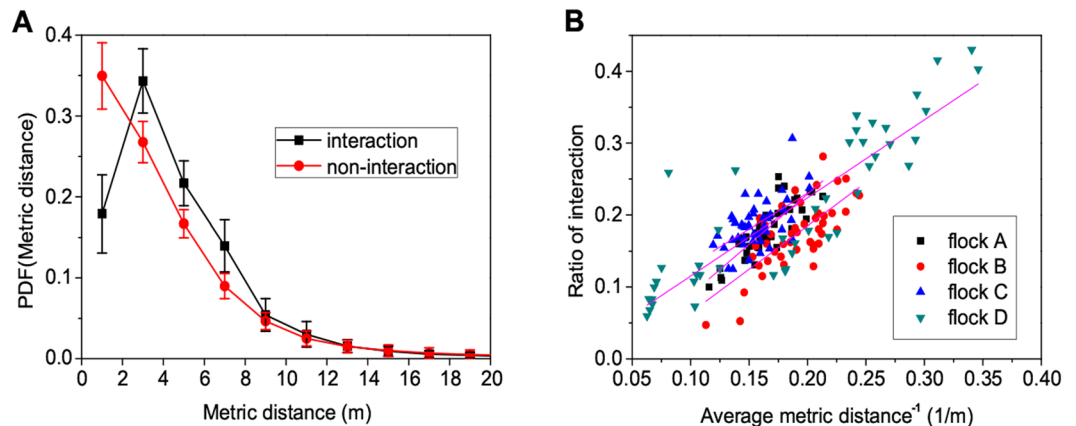 A
PDF(Metric distance)
0.4
0.3
0.2
0.1
0.0
interaction
non-interaction
0 2 4 6 8 10 12 14 16 18 20
Metric distance (m)
B
Ratio of interaction
0.4
0.3
0.2
0.1
0.0
flock A
flock B
flock C
flock D
0.05 0.10 0.15 0.20 0.25 0.30 0.35 0.40
Average metric distance⁻¹ (1/m)